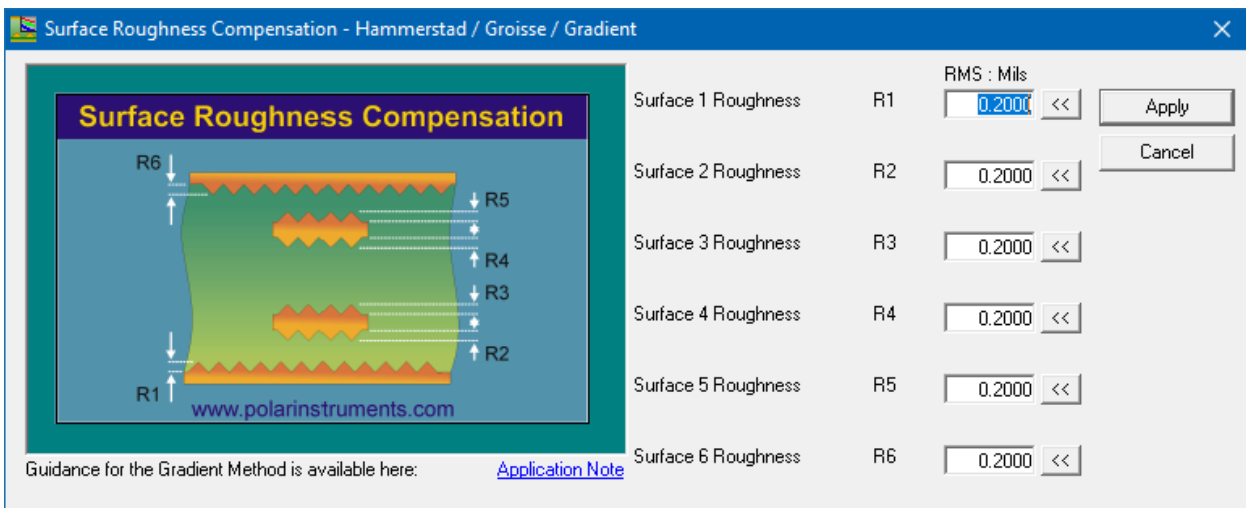 Surface Roughness Compensation - Hammerstad / Groisse / Gradient
Surface Roughness Compensation
R6
R5
R4
R3
R2
R1
www.polarinstruments.com
Guidance for the Gradient Method is available here: Application Note
RMS : Mils
Surface 1 Roughness R1 0.2000 <<
Surface 2 Roughness R2 0.2000 <<
Surface 3 Roughness R3 0.2000 <<
Surface 4 Roughness R4 0.2000 <<
Surface 5 Roughness R5 0.2000 <<
Surface 6 Roughness R6 0.2000 <<
Apply
Cancel